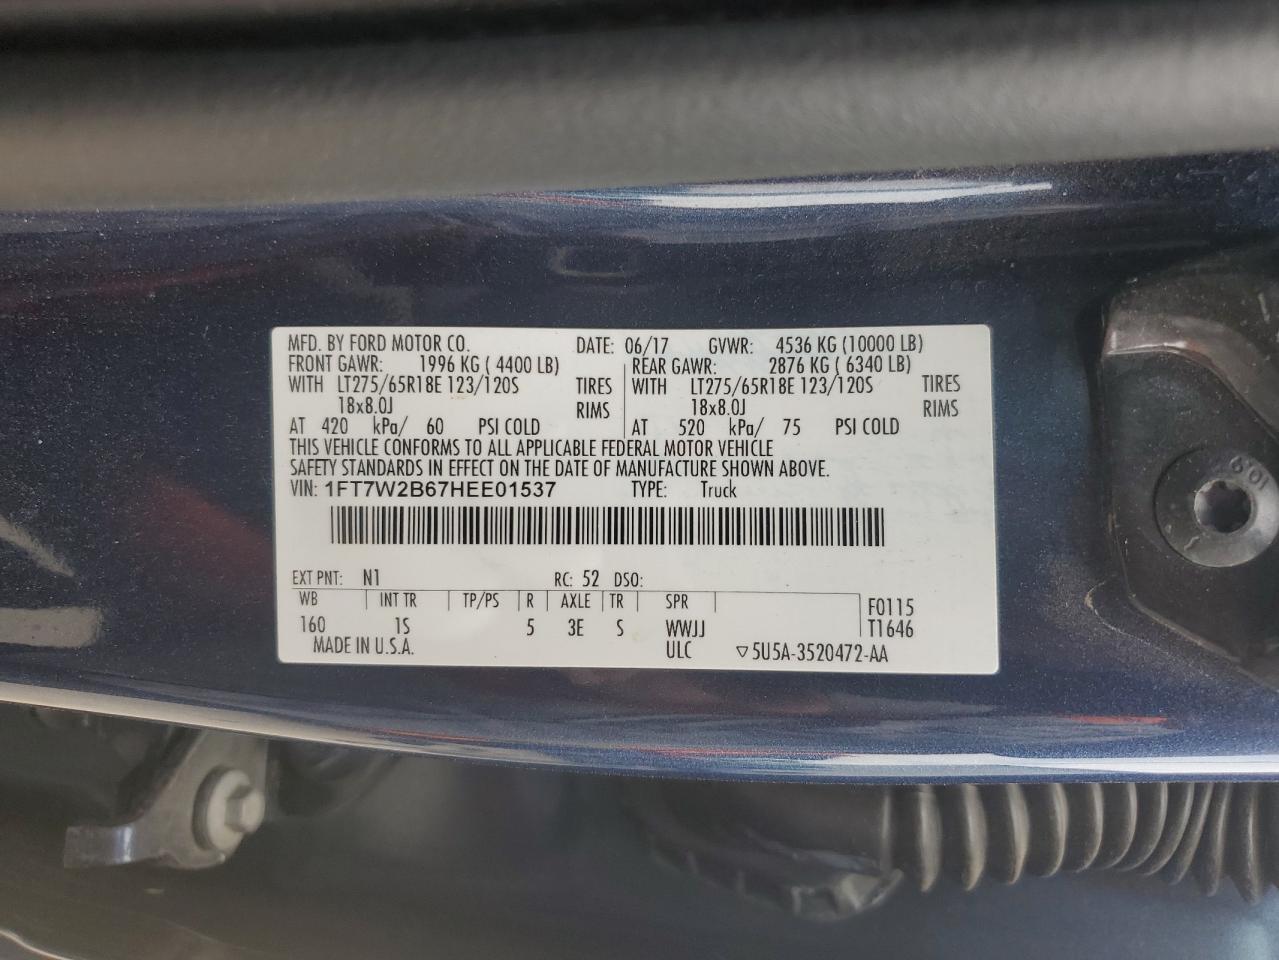 MFD. BY FORD MOTOR CO. DATE: 06/17 GVWR: 4536 KG (10000 LB)
FRONT GAWR: 1996 KG ( 4400 LB) REAR GAWR: 2876 KG ( 6340 LB)
WITH LT275/65R18E 123/120S TIRES WITH LT275/65R18E 123/120S TIRES
18x8.0J RIMS 18x8.0J RIMS
AT 420 kPa/ 60 PSI COLD AT 520 kPa/ 75 PSI COLD
THIS VEHICLE CONFORMS TO ALL APPLICABLE FEDERAL MOTOR VEHICLE
SAFETY STANDARDS IN EFFECT ON THE DATE OF MANUFACTURE SHOWN ABOVE.
VIN: 1FT7W2B67HEE01537 TYPE: Truck
EXT PNT: N1 RC: 52 DSO:
WB INT TR TP/PS R AXLE TR SPR F0115
160 1S 5 3E S WWJJ T1646
MADE IN U.S.A. ULC ▽5U5A-3520472-AA
10.9